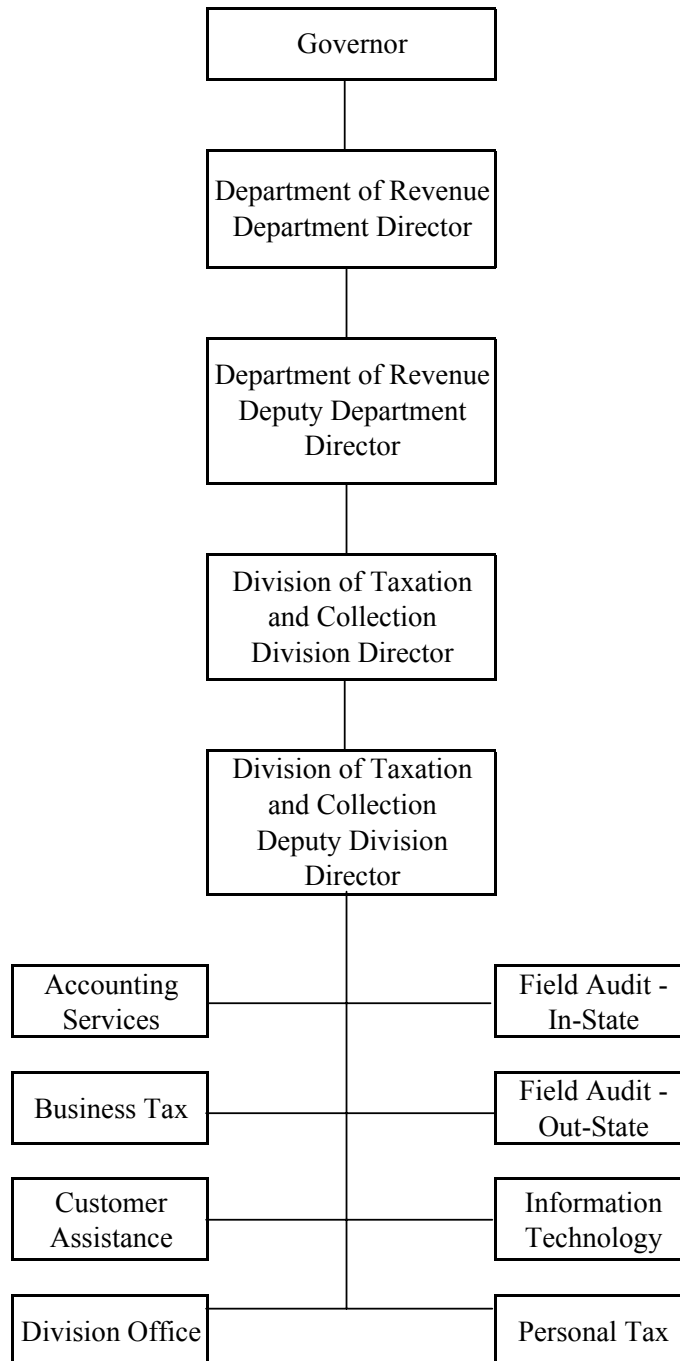 Governor
Department of Revenue
Department Director
Department of Revenue
Deputy Department
Director
Division of Taxation
and Collection
Division Director
Division of Taxation
and Collection
Deputy Division
Director
Accounting
Services
Field Audit -
In-State
Business Tax
Field Audit -
Out-State
Customer
Assistance
Information
Technology
Division Office
Personal Tax